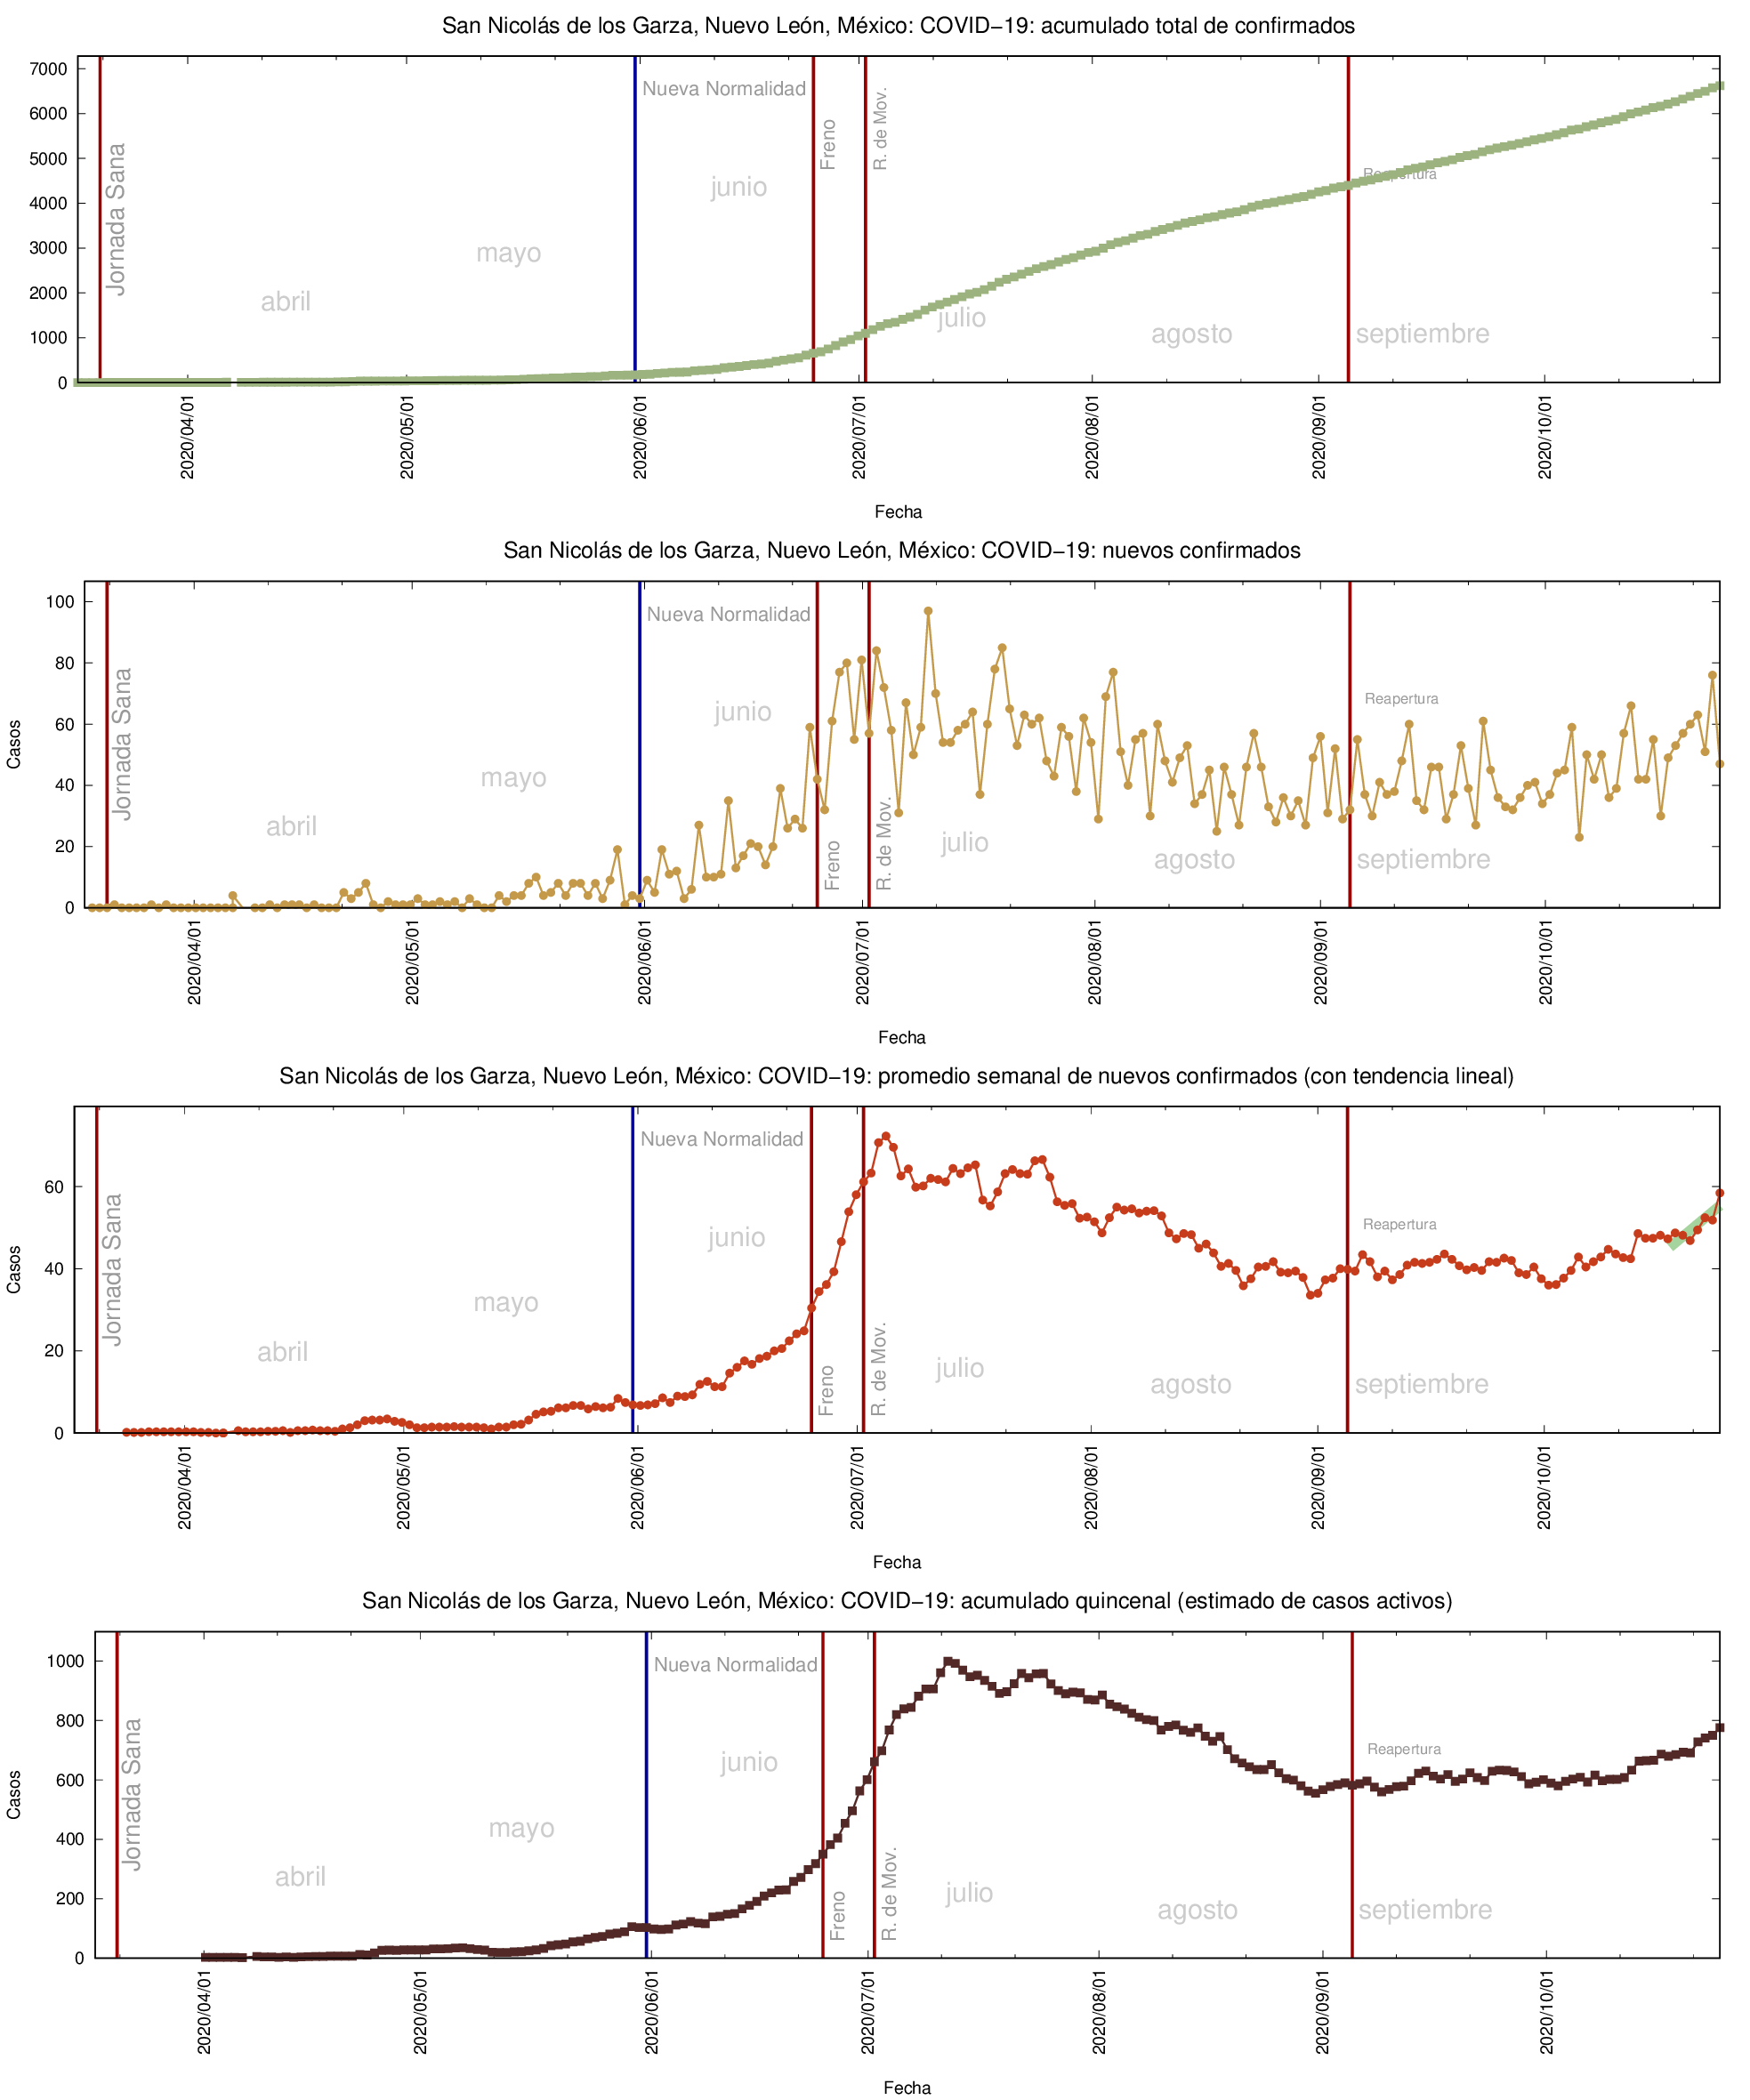 San Nicolás de los Garza, Nuevo León, México: COVID−19: acumulado total de confirmados
7000
6000
5000
4000
3000
2000
1000
0
Jornada Sana
abril
mayo
Nueva Normalidad
junio
Freno
R. de Mov.
julio
agosto
Reapertura
septiembre
2020/04/01
2020/05/01
2020/06/01
2020/07/01
2020/08/01
2020/09/01
2020/10/01
Fecha
San Nicolás de los Garza, Nuevo León, México: COVID−19: nuevos confirmados
Casos
100
80
60
40
20
0
Jornada Sana
abril
mayo
Nueva Normalidad
junio
Freno
R. de Mov.
julio
agosto
Reapertura
septiembre
2020/04/01
2020/05/01
2020/06/01
2020/07/01
2020/08/01
2020/09/01
2020/10/01
Fecha
San Nicolás de los Garza, Nuevo León, México: COVID−19: promedio semanal de nuevos confirmados (con tendencia lineal)
Casos
60
40
20
0
Jornada Sana
abril
mayo
Nueva Normalidad
junio
Freno
R. de Mov.
julio
agosto
Reapertura
septiembre
2020/04/01
2020/05/01
2020/06/01
2020/07/01
2020/08/01
2020/09/01
2020/10/01
Fecha
San Nicolás de los Garza, Nuevo León, México: COVID−19: acumulado quincenal (estimado de casos activos)
Casos
1000
800
600
400
200
0
Jornada Sana
abril
mayo
Nueva Normalidad
junio
Freno
R. de Mov.
julio
agosto
Reapertura
septiembre
2020/04/01
2020/05/01
2020/06/01
2020/07/01
2020/08/01
2020/09/01
2020/10/01
Fecha